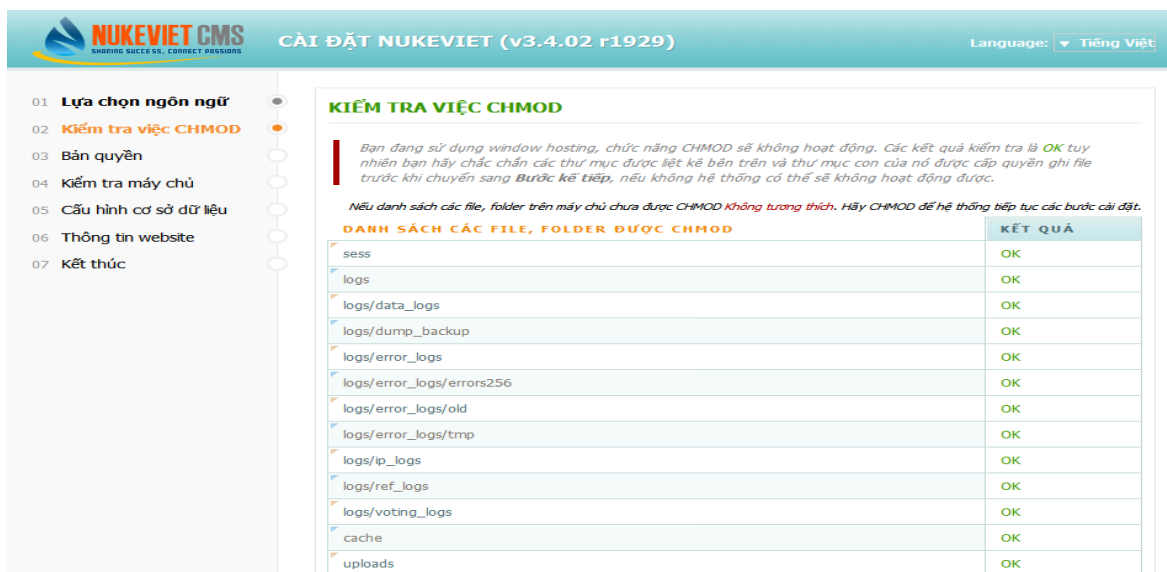 NUKEVIET CMS
SHARING SUCCESS, CONNECT PASSIONS
CÀI ĐẶT NUKEVIET (v3.4.02 r1929)
Language: Tiếng Việt
01 Lựa chọn ngôn ngữ
02 Kiểm tra việc CHMOD
03 Bản quyền
04 Kiểm tra máy chủ
05 Cấu hình cơ sở dữ liệu
06 Thông tin website
07 Kết thúc
KIỂM TRA VIỆC CHMOD
Bạn đang sử dụng window hosting, chức năng CHMOD sẽ không hoạt động. Các kết quả kiểm tra là OK tuy
nhiên bạn hãy chắc chắn các thư mục được liệt kê bên trên và thư mục con của nó được cấp quyền ghi file
trước khi chuyển sang Bước kế tiếp, nếu không hệ thống có thể sẽ không hoạt động được.
Nếu danh sách các file, folder trên máy chủ chưa được CHMOD Không tương thích. Hãy CHMOD để hệ thống tiếp tục các bước cài đặt.
DANH SÁCH CÁC FILE, FOLDER ĐƯỢC CHMOD KẾT QUẢ
sess OK
logs OK
logs/data_logs OK
logs/dump_backup OK
logs/error_logs OK
logs/error_logs/errors256 OK
logs/error_logs/old OK
logs/error_logs/tmp OK
logs/ip_logs OK
logs/ref_logs OK
logs/voting_logs OK
cache OK
uploads OK